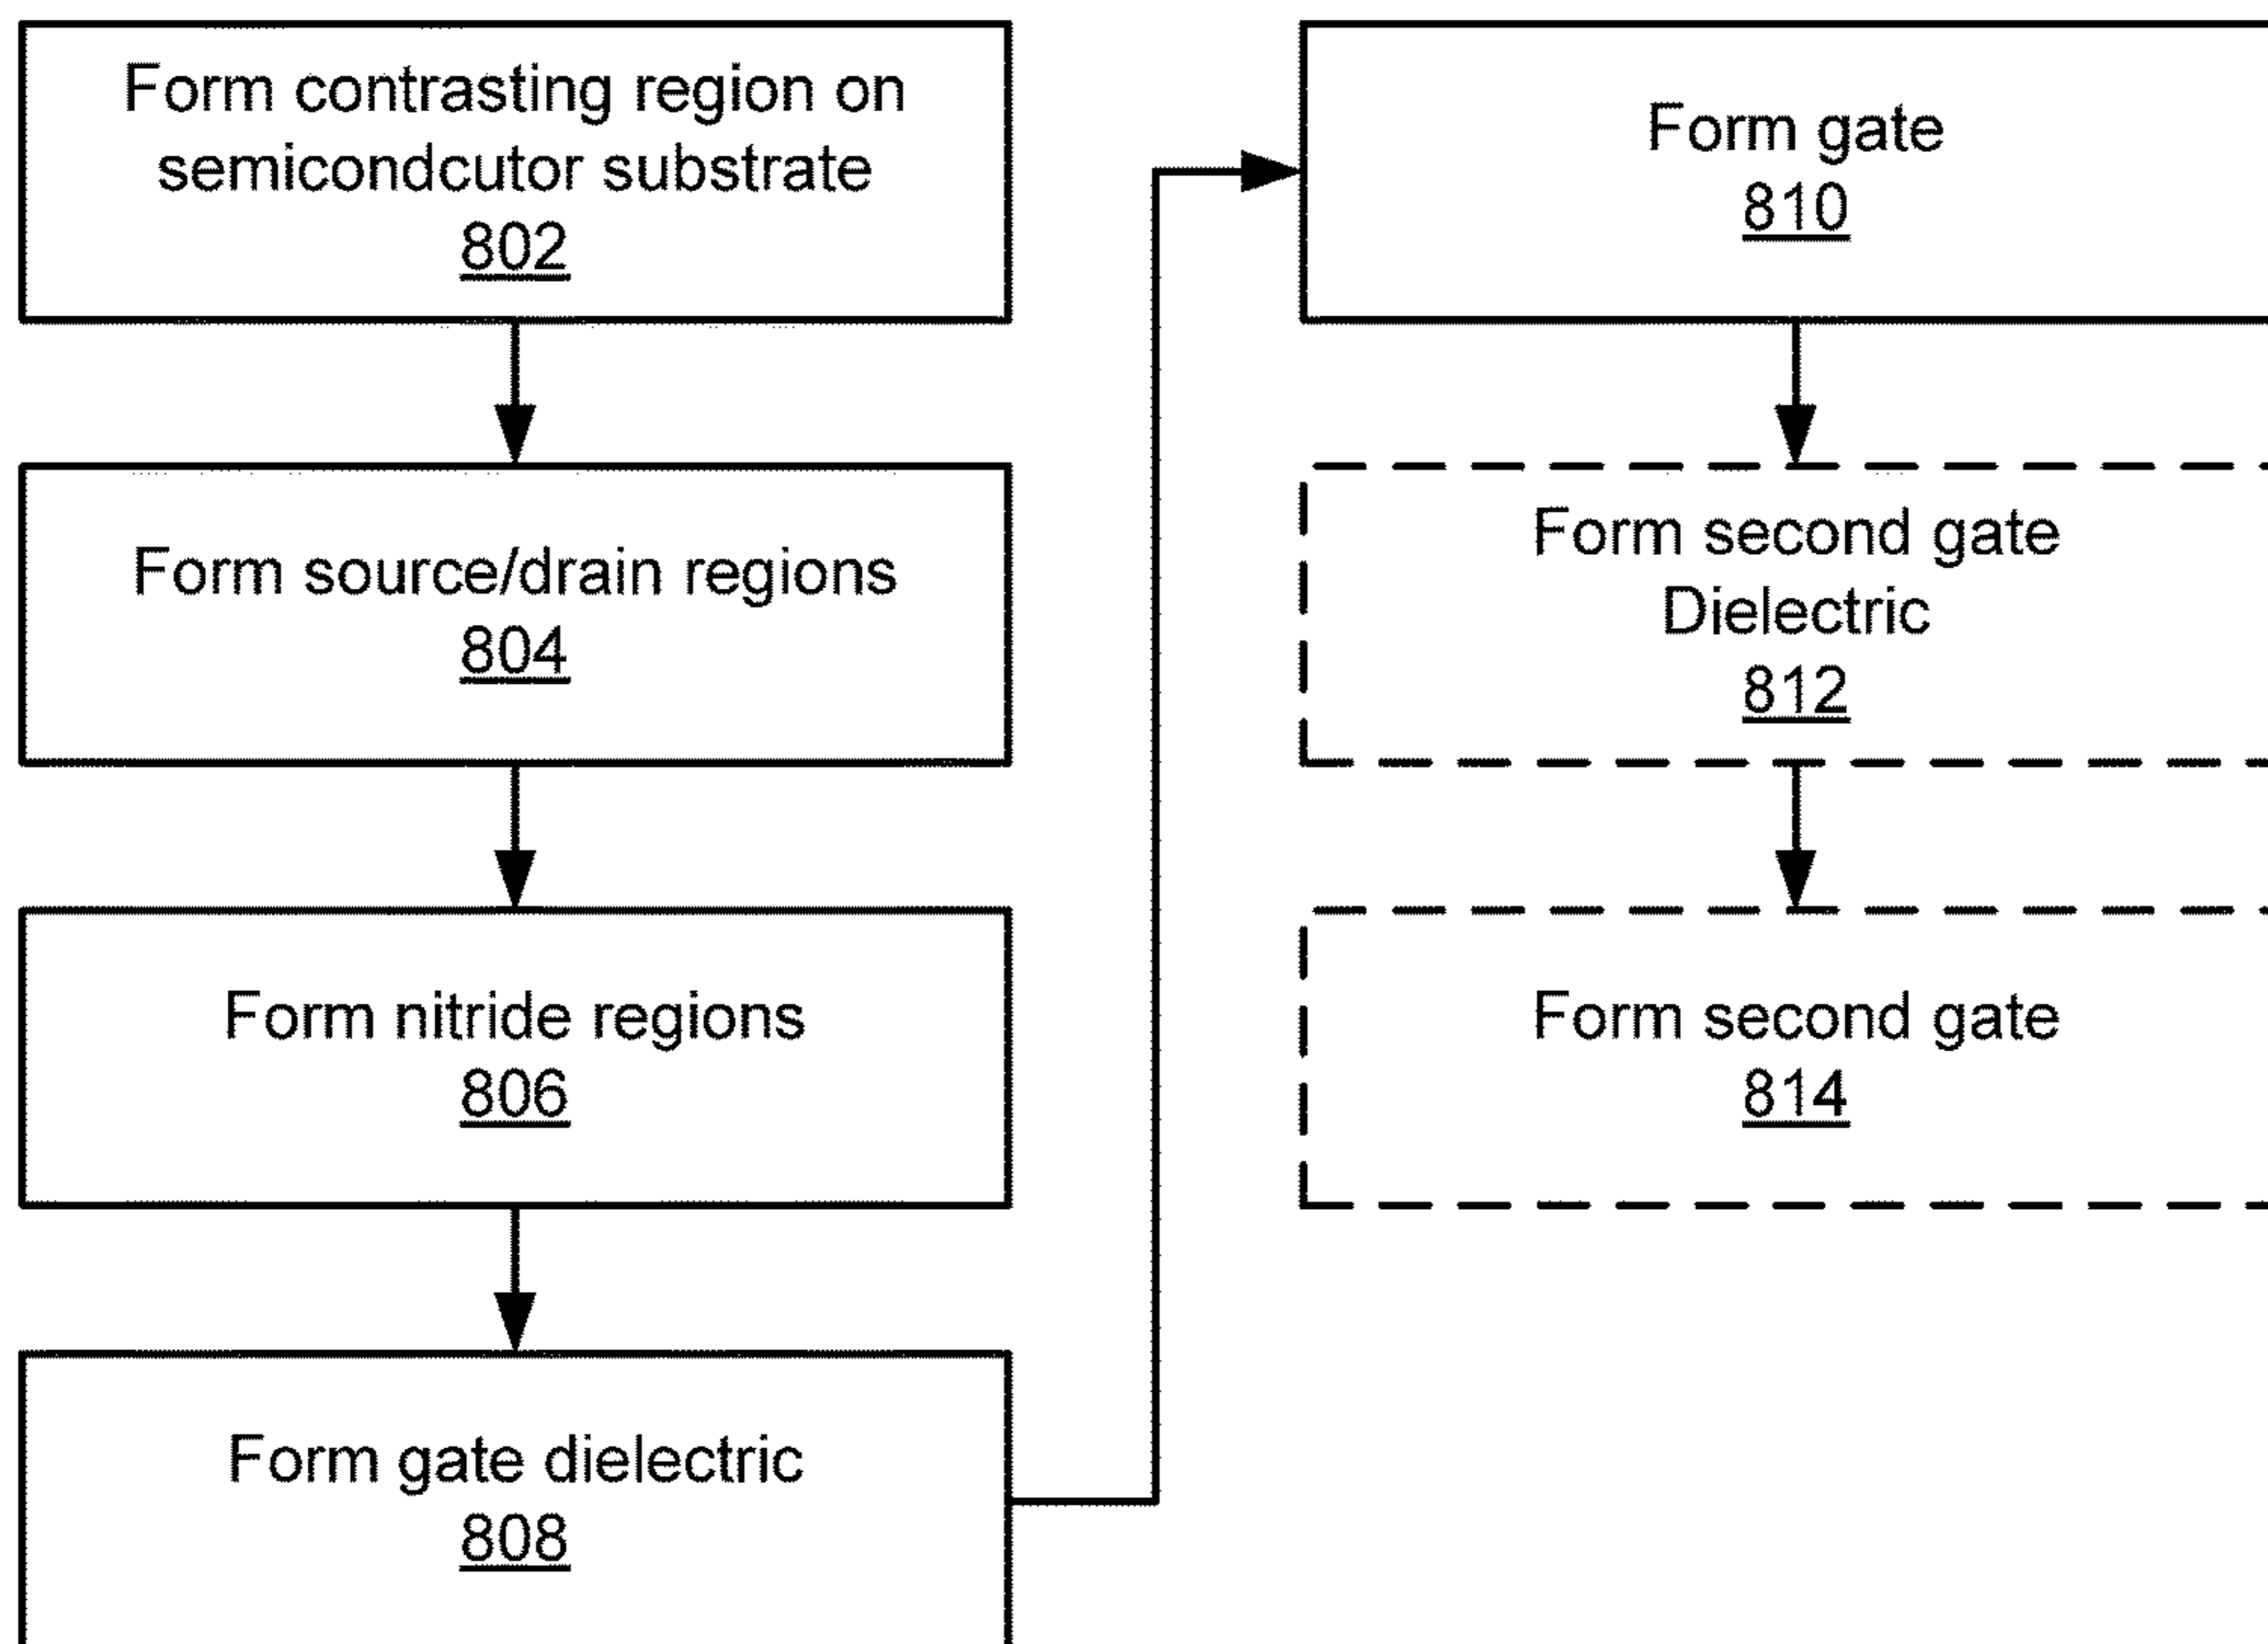 Form contrasting region on
semicondcutor substrate
802
Form source/drain regions
804
Form nitride regions
806
Form gate dielectric
808
Form gate
810
Form second gate
Dielectric
812
Form second gate
814